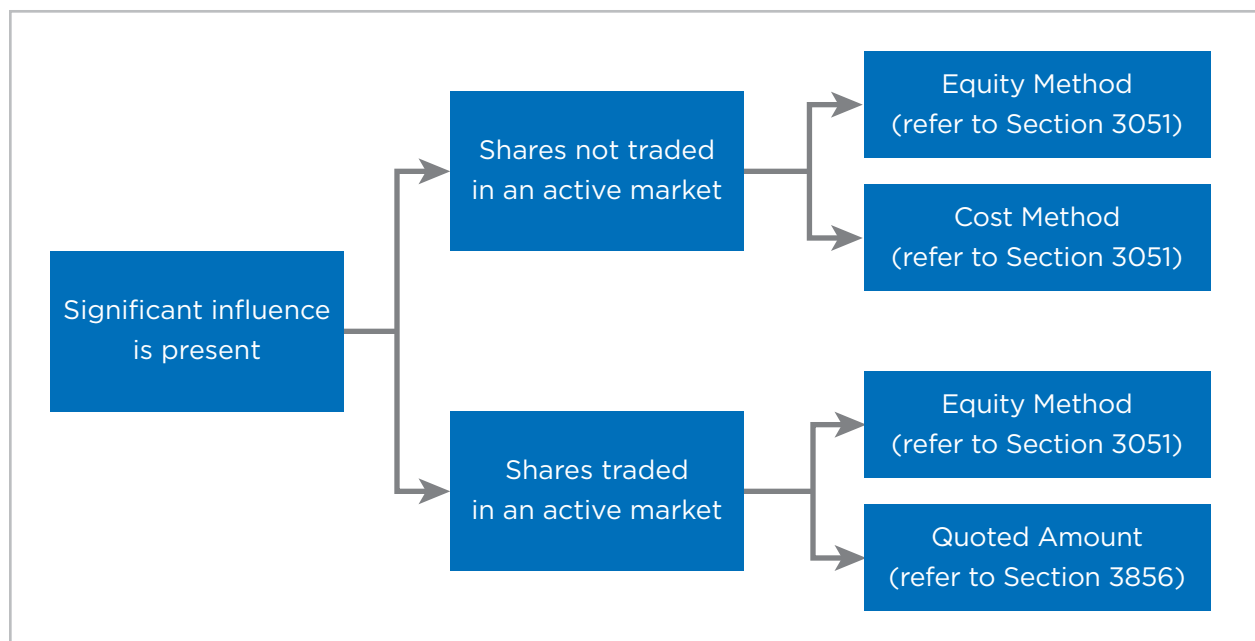 Significant influence
is present
Shares not traded
in an active market
Equity Method
(refer to Section 3051)
Cost Method
(refer to Section 3051)
Shares traded
in an active market
Equity Method
(refer to Section 3051)
Quoted Amount
(refer to Section 3856)